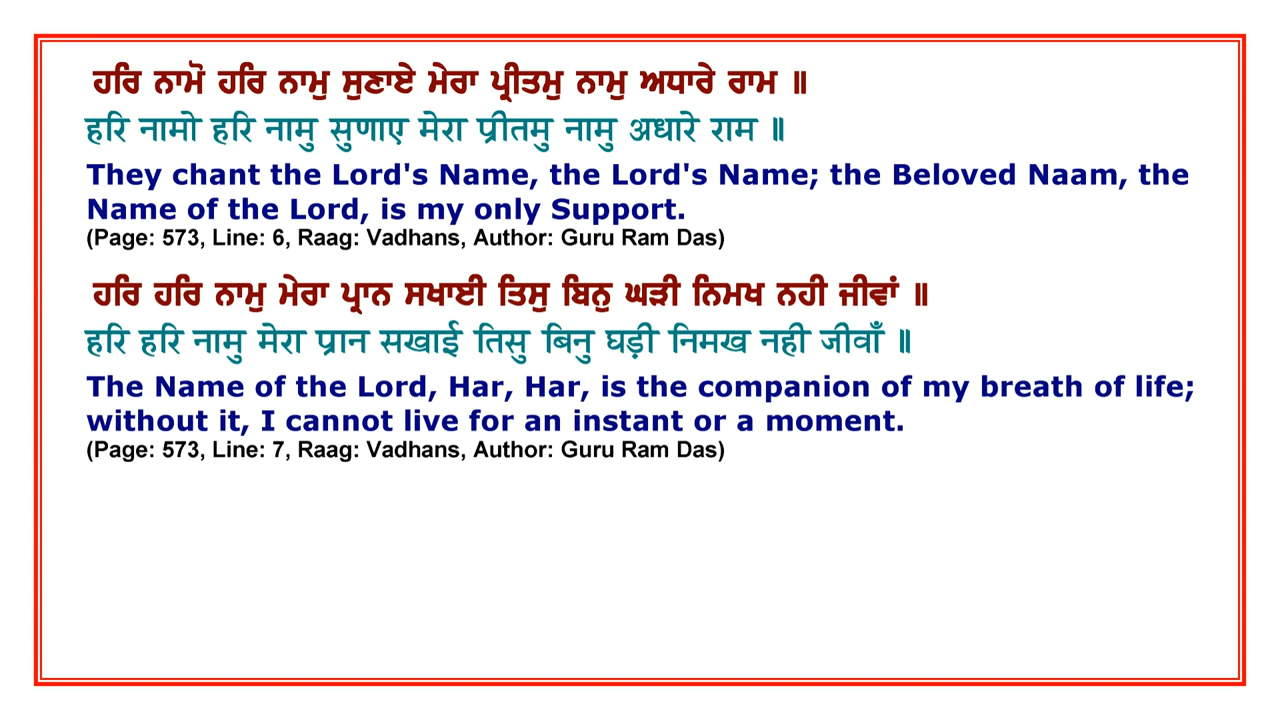 ਹਰਿ ਨਾਮੋ ਹਰਿ ਨਾਮੁ ਸੁਣਾਏ ਮੇਰਾ ਪ੍ਰੀਤਮੁ ਨਾਮੁ ਅਧਾਰੇ ਰਾਮ ॥
हरि नामो हरि नामु सुणाए मेरा प्रीतमु नामु अधारे राम ॥
They chant the Lord's Name, the Lord's Name; the Beloved Naam, the
Name of the Lord, is my only Support.
(Page: 573, Line: 6, Raag: Vadhans, Author: Guru Ram Das)
ਹਰਿ ਹਰਿ ਨਾਮੁ ਮੇਰਾ ਪ੍ਰਾਨ ਸਖਾਈ ਤਿਸੁ ਬਿਨੁ ਘੜੀ ਨਿਮਖ ਨਹੀ ਜੀਵਾਂ ॥
हरि हरि नामु मेरा प्रान सखाई तिसु बिनु घड़ी निमख नही जीवाँ ॥
The Name of the Lord, Har, Har, is the companion of my breath of life;
without it, I cannot live for an instant or a moment.
(Page: 573, Line: 7, Raag: Vadhans, Author: Guru Ram Das)